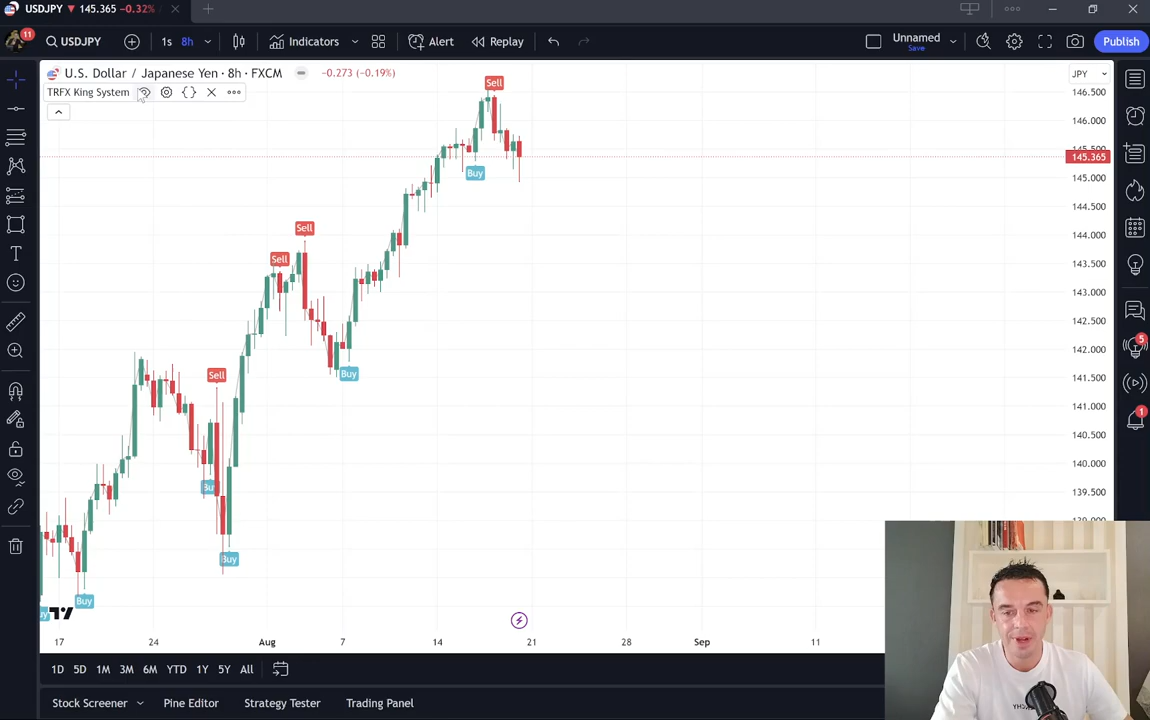 USDJPY ▼ 145.365 −0.32%
11
USDJPY
1s
8h
Indicators
Alert
Replay
Unnamed
Save
Publish
U.S. Dollar / Japanese Yen · 8h · FXCM
−0.273 (−0.19%)
JPY
TRFX King System
146.500
146.000
145.365
145.000
144.500
144.000
143.500
143.000
142.500
142.000
141.500
141.000
140.500
140.000
139.500
Sell
Buy
Sell
Sell
Buy
Sell
Buy
Buy
17
24
Aug
7
14
21
28
Sep
11
5
1
1D
5D
1M
3M
6M
YTD
1Y
5Y
All
Stock Screener
Pine Editor
Strategy Tester
Trading Panel